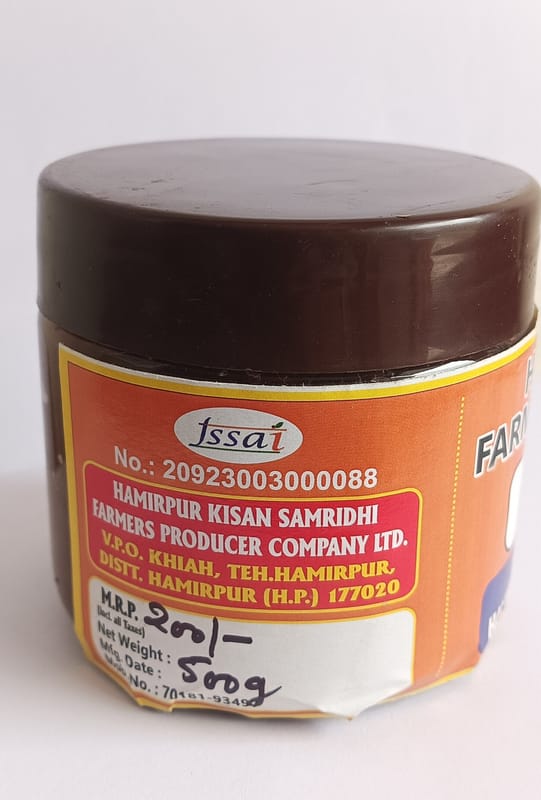 fssai
No.: 20923003000088
HAMIRPUR KISAN SAMRIDHI
FARMERS PRODUCER COMPANY LTD.
V.P.O. KHIAH, TEH.HAMIRPUR,
DISTT. HAMIRPUR (H.P.) 177020
M.R.P. 200/-
(Incl. all Taxes)
Net Weight : 500g
Mfg. Date :
No. :
FAR